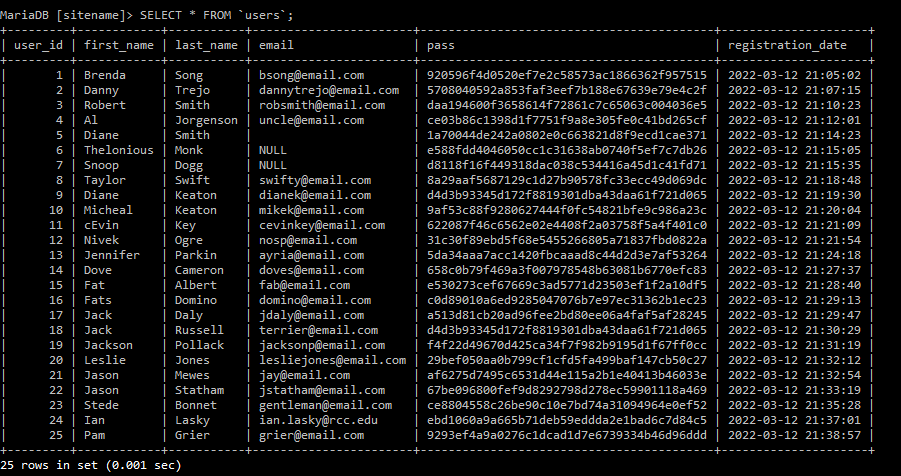 MariaDB [sitename]> SELECT * FROM `users`;
+---------+------------+-----------+------------------------+------------------------------------------+---------------------+
| user_id | first_name | last_name | email | pass | registration_date |
+---------+------------+-----------+------------------------+------------------------------------------+---------------------+
| 1 | Brenda | Song | bsong@email.com | 920596f4d0520ef7e2c58573ac1866362f957515 | 2022-03-12 21:05:02 |
| 2 | Danny | Trejo | dannytrejo@email.com | 5708040592a853faf3eef7b188e67639e79e4c2f | 2022-03-12 21:07:15 |
| 3 | Robert | Smith | robsmith@email.com | daa194600f3658614f72861c7c65063c004036e5 | 2022-03-12 21:10:23 |
| 4 | Al | Jorgenson | uncle@email.com | ce03b86c1398d1f7751f9a8e305fe0c41bd265cf | 2022-03-12 21:12:01 |
| 5 | Diane | Smith | | 1a70044de242a0802e0c663821d8f9ecd1cae371 | 2022-03-12 21:14:23 |
| 6 | Thelonious | Monk | NULL | e588fdd4046050cc1c31638ab0740f5ef7c7db26 | 2022-03-12 21:15:05 |
| 7 | Snoop | Dogg | NULL | d8118f16f449318dac038c534416a45d1c41fd71 | 2022-03-12 21:15:35 |
| 8 | Taylor | Swift | swifty@email.com | 8a29aaf5687129c1d27b90578fc33ecc49d069dc | 2022-03-12 21:18:48 |
| 9 | Diane | Keaton | dianek@email.com | d4d3b93345d172f8819301dba43daa61f721d065 | 2022-03-12 21:19:30 |
| 10 | Micheal | Keaton | mikek@email.com | 9af53c88f9280627444f0fc54821bfe9c986a23c | 2022-03-12 21:20:04 |
| 11 | cEvin | Key | cevinkey@email.com | 622087f46c6562e02e4408f2a03758f5a4f401c0 | 2022-03-12 21:21:09 |
| 12 | Nivek | Ogre | nosp@email.com | 31c30f89ebd5f68e5455266805a71837fbd0822a | 2022-03-12 21:21:54 |
| 13 | Jennifer | Parkin | ayria@email.com | 5da34aaa7acc1420fbcaaad8c44d2d3e7af53264 | 2022-03-12 21:24:18 |
| 14 | Dove | Cameron | doves@email.com | 658c0b79f469a3f007978548b63081b6770efc83 | 2022-03-12 21:27:37 |
| 15 | Fat | Albert | fab@email.com | e530273cef67669c3ad5771d23503ef1f2a10df5 | 2022-03-12 21:28:40 |
| 16 | Fats | Domino | domino@email.com | c0d89010a6ed9285047076b7e97ec31362b1ec23 | 2022-03-12 21:29:13 |
| 17 | Jack | Daly | jdaly@email.com | a513d81cb20ad96fee2bd80ee06a4faf5af28245 | 2022-03-12 21:29:47 |
| 18 | Jack | Russell | terrier@email.com | d4d3b93345d172f8819301dba43daa61f721d065 | 2022-03-12 21:30:29 |
| 19 | Jackson | Pollack | jacksonp@email.com | f4f22d49670d425ca34f7f982b9195d1f67ff0cc | 2022-03-12 21:31:19 |
| 20 | Leslie | Jones | lesliejones@email.com | 29bef050aa0b799cf1cfd5fa499baf147cb50c27 | 2022-03-12 21:32:12 |
| 21 | Jason | Mewes | jay@email.com | af6275d7495c6531d44e115a2b1e40413b46033e | 2022-03-12 21:32:54 |
| 22 | Jason | Statham | jstatham@email.com | 67be096800fef9d8292798d278ec59901118a469 | 2022-03-12 21:33:19 |
| 23 | Stede | Bonnet | gentleman@email.com | ce8804558c26be90c10e7bd74a31094964e0ef52 | 2022-03-12 21:35:28 |
| 24 | Ian | Lasky | ian.lasky@rcc.edu | ebd1060a9a665b71deb59eddda2e1bad6c7d84c5 | 2022-03-12 21:37:01 |
| 25 | Pam | Grier | grier@email.com | 9293ef4a9a0276c1dcad1d7e6739334b46d96ddd | 2022-03-12 21:38:57 |
+---------+------------+-----------+------------------------+------------------------------------------+---------------------+
25 rows in set (0.001 sec)